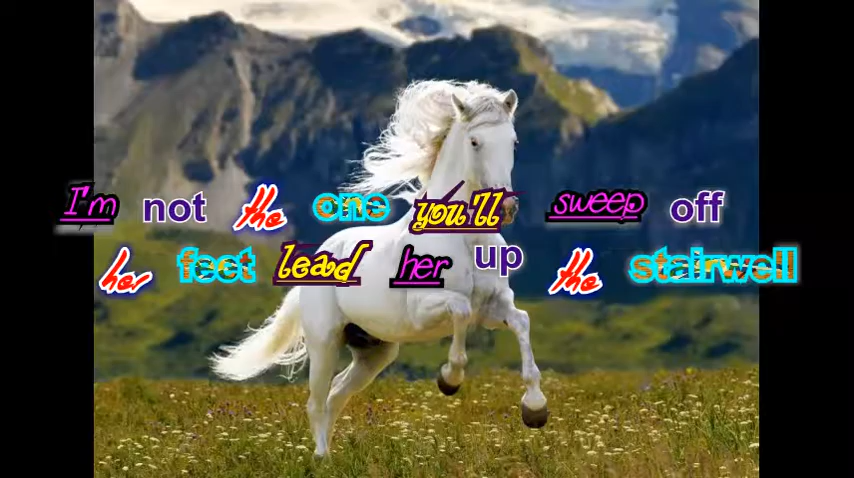 I'm not the one you'll sweep off
her feet lead her up the stairwell